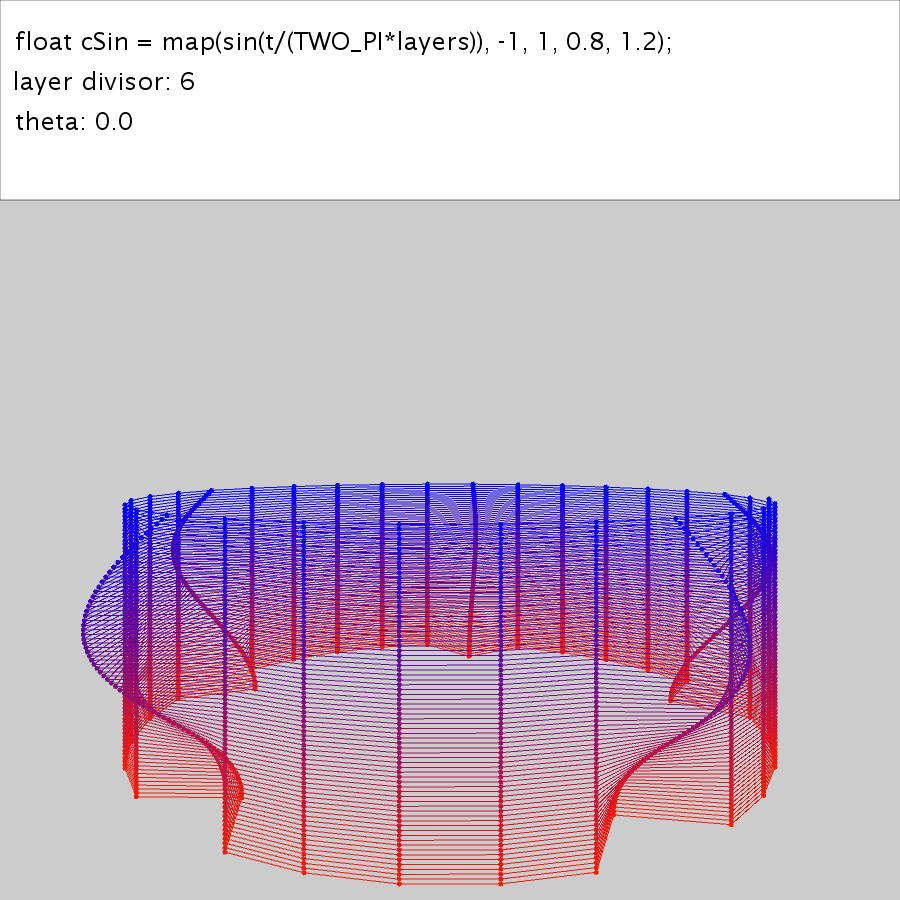 float cSin = map(sin(t/(TWO_PI*layers)), -1, 1, 0.8, 1.2);
layer divisor: 6
theta: 0.0